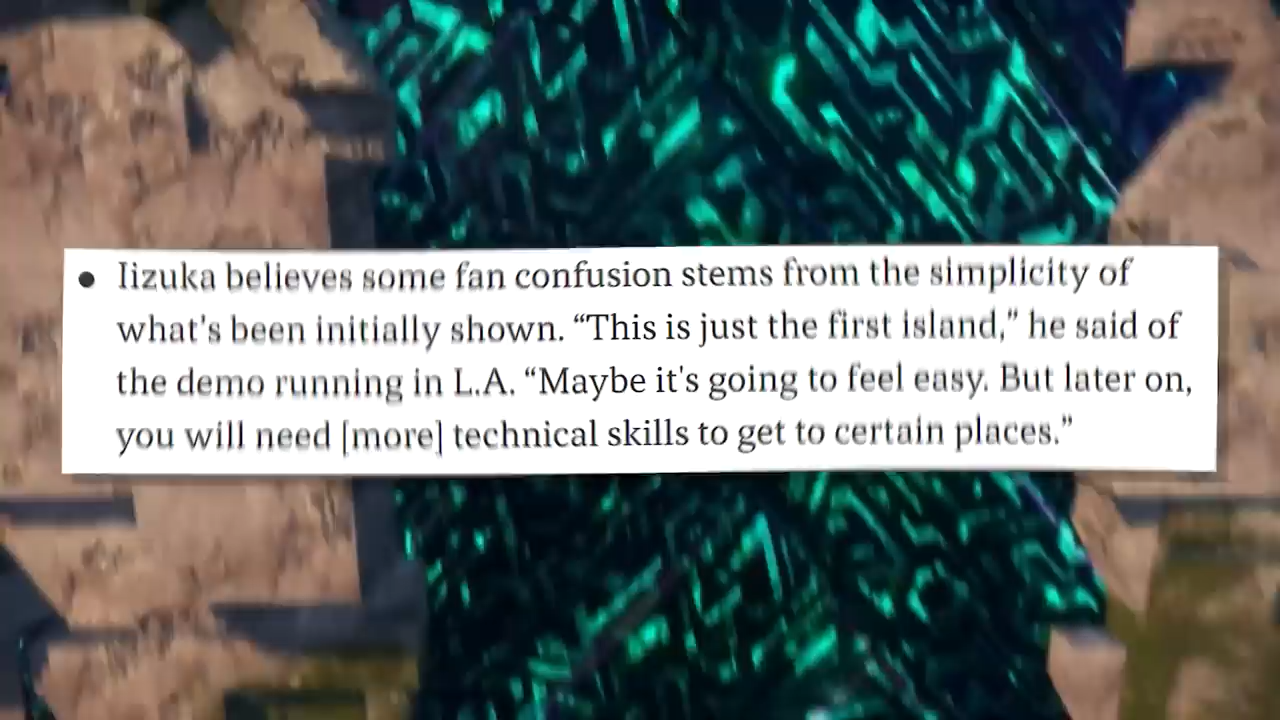 ● Iizuka believes some fan confusion stems from the simplicity of
what's been initially shown. “This is just the first island,” he said of
the demo running in L.A. “Maybe it's going to feel easy. But later on,
you will need [more] technical skills to get to certain places.”